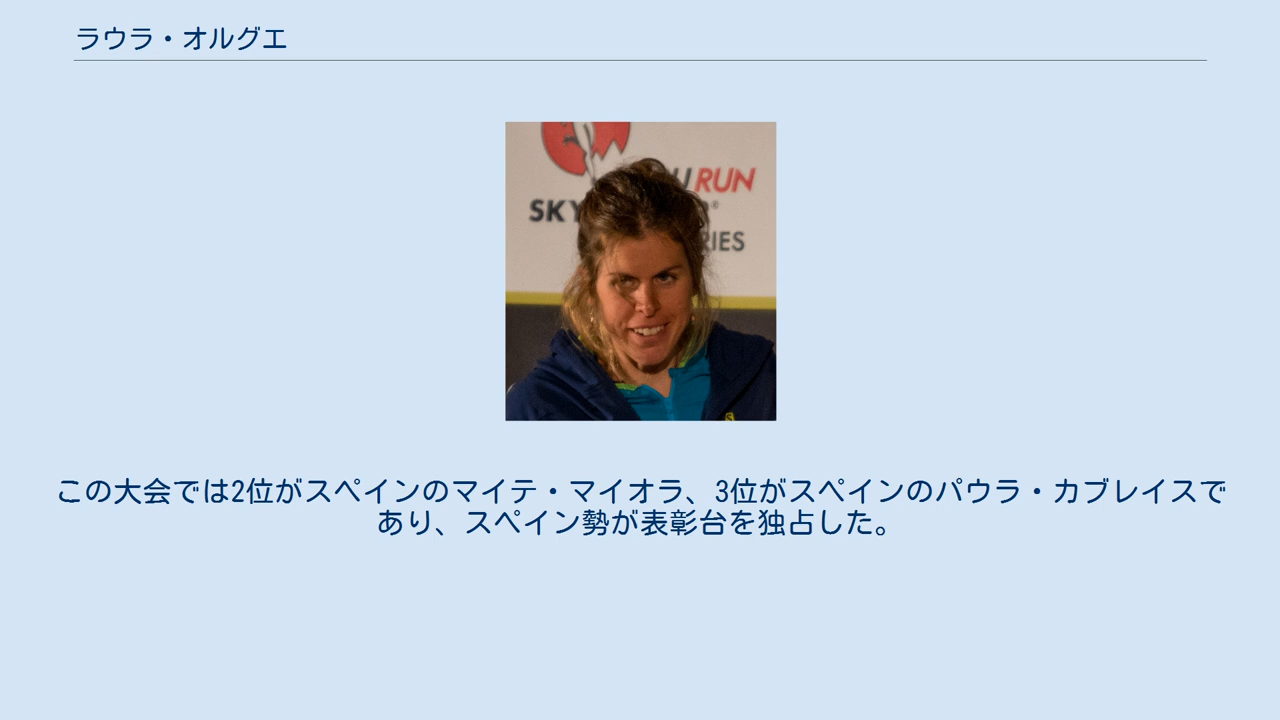 ラウラ・オルグエ
RUN
SKY
RIES
この大会では2位がスペインのマイテ・マイオラ、3位がスペインのパウラ・カブレイスで
あり、スペイン勢が表彰台を独占した。